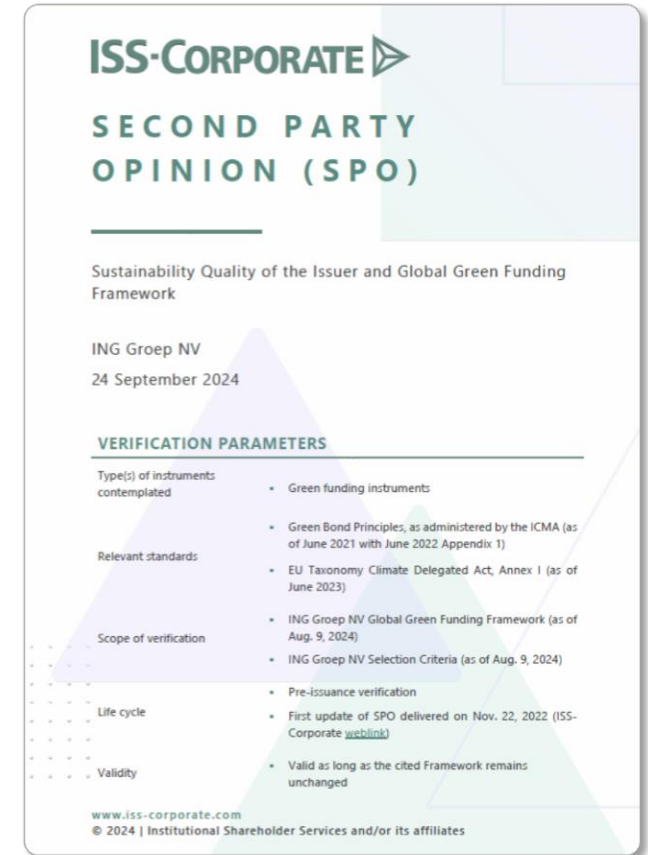 ISS-CORPORATE
SECOND PARTY
OPINION (SPO)
Sustainability Quality of the Issuer and Global Green Funding
Framework
ING Groep NV
24 September 2024
VERIFICATION PARAMETERS
Type(s) of instruments
contemplated
• Green funding instruments
Relevant standards
• Green Bond Principles, as administered by the ICMA (as
of June 2021 with June 2022 Appendix 1)
• EU Taxonomy Climate Delegated Act, Annex I (as of
June 2023)
Scope of verification
• ING Groep NV Global Green Funding Framework (as of
Aug. 9, 2024)
• ING Groep NV Selection Criteria (as of Aug. 9, 2024)
Life cycle
• Pre-issuance verification
• First update of SPO delivered on Nov. 22, 2022 (ISS-
Corporate weblink)
Validity
• Valid as long as the cited Framework remains
unchanged
www.iss-corporate.com
© 2024 | Institutional Shareholder Services and/or its affiliates